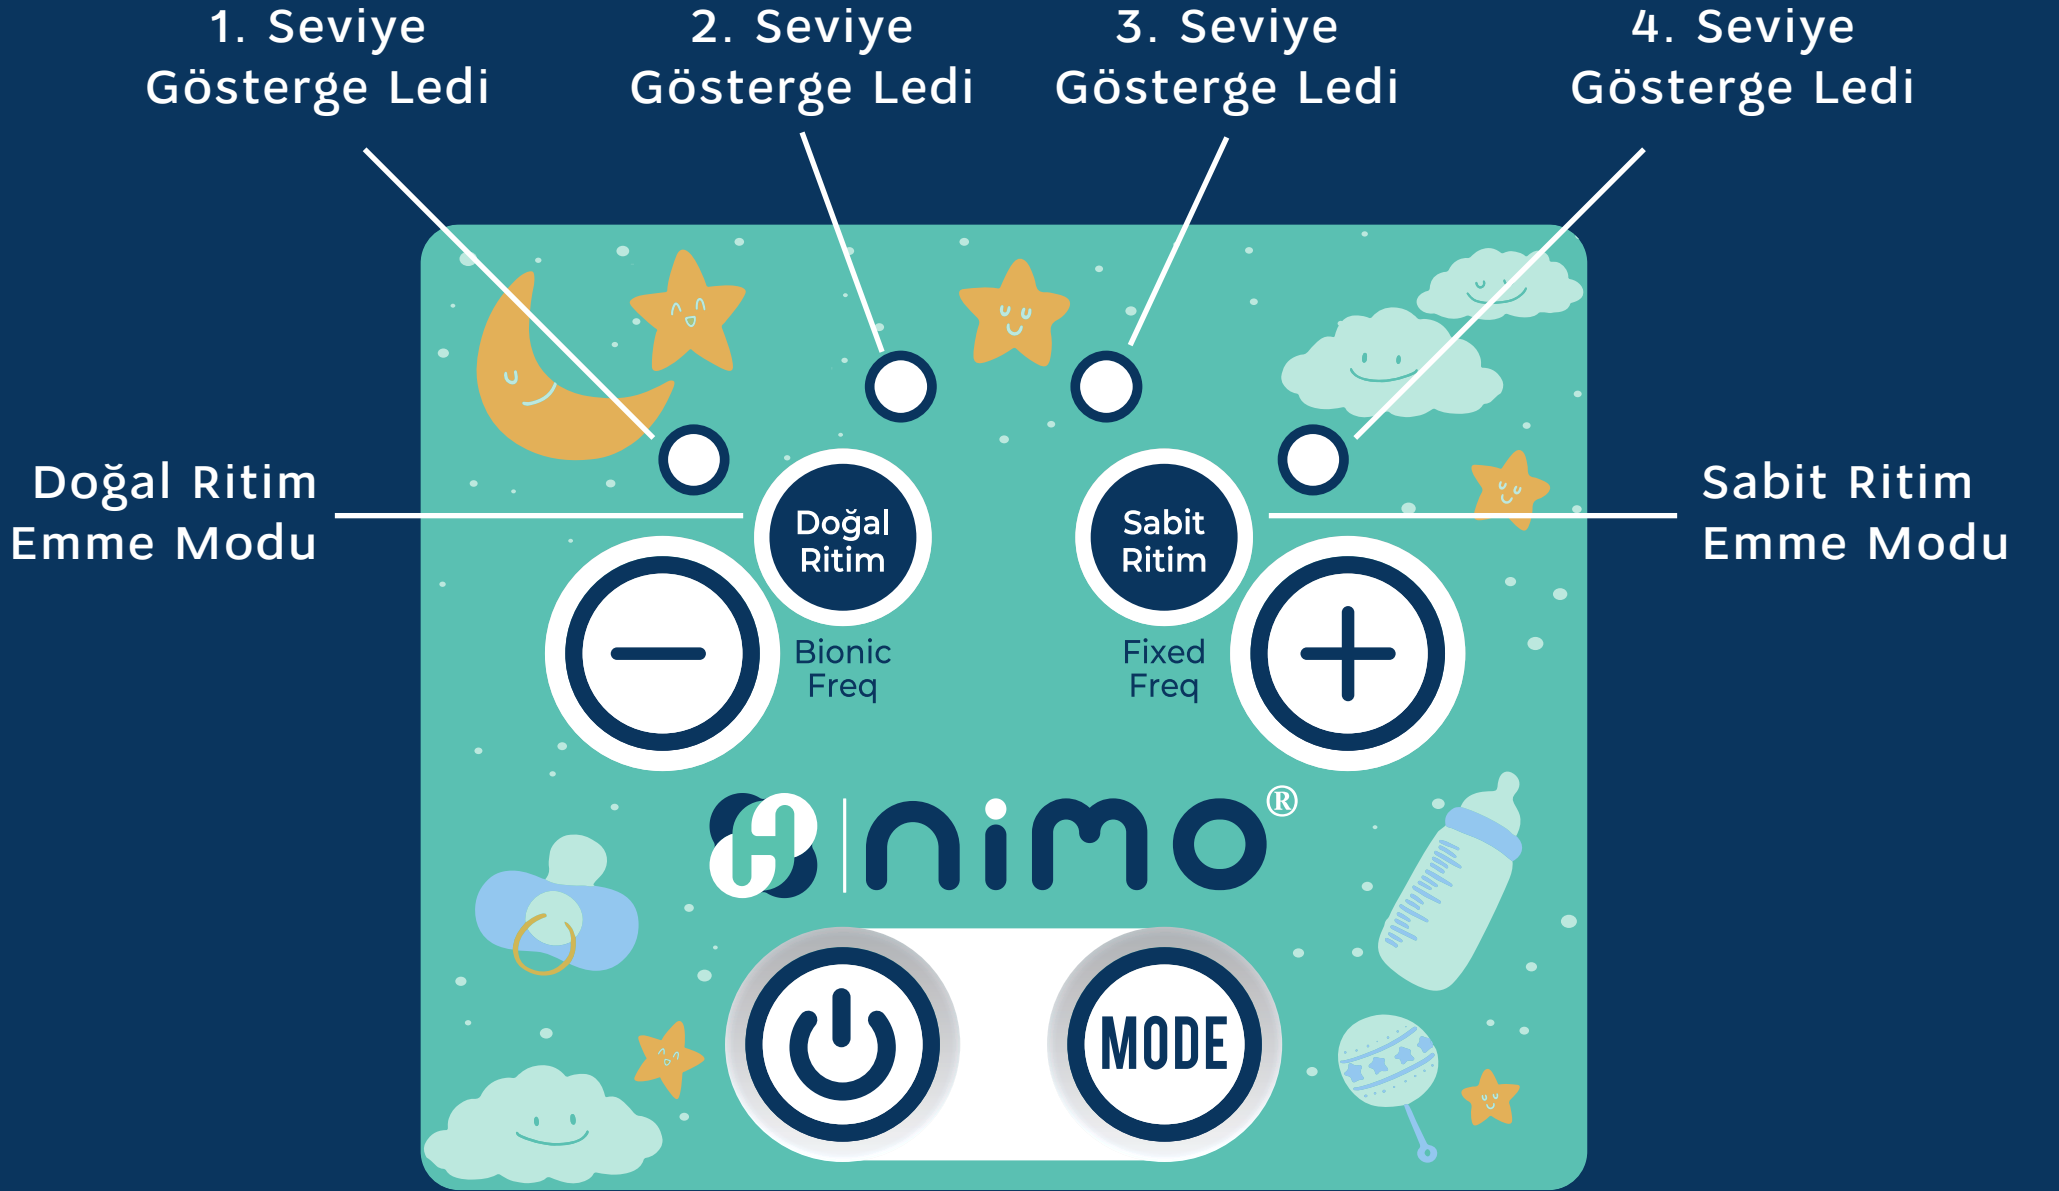 1. Seviye
Gösterge Ledi
2. Seviye
Gösterge Ledi
3. Seviye
Gösterge Ledi
4. Seviye
Gösterge Ledi
Doğal Ritim
Emme Modu
Doğal
Ritim
Bionic
Freq
Sabit
Ritim
Fixed
Freq
Sabit Ritim
Emme Modu
nimo®
MODE